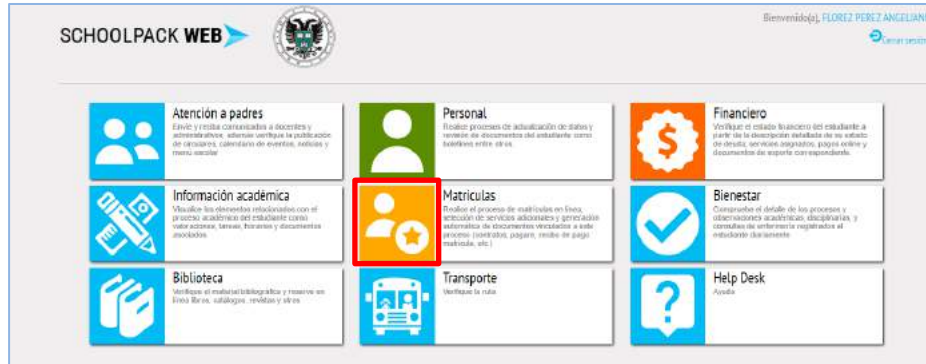 Bienvenido(a), FLOREZ PEREZ ANGELIAN
SCHOOLPACK WEB
Cerrar sesión
Atención a padres
Envíe y reciba comunicados a docentes y
administrativos, además verifique la publicación
de circulares, calendario de eventos, noticias y
menú escolar
Personal
Realice procesos de actualización de datos y
revisión de documentos del estudiante como
boletines entre otros.
Financiero
Verifique el estado financiero del estudiante a
partir de la descripción detallada de su estado
de deuda, servicios asignados, pagos online y
documentos de soporte correspondiente.
Información académica
Visualice los elementos relacionados con el
proceso académico del estudiante como
valoraciones, tareas, horarios y documentos
asociados.
Matriculas
Realice el proceso de matrículas en línea,
selección de servicios adicionales y generación
automática de documentos vinculados a este
proceso (contratos, pagare, recibo de pago
matrícula, etc.)
Bienestar
Compruebe el detalle de los procesos y
observaciones académicas, disciplinarias, y
consultas de enfermería registrados al
estudiante diariamente.
Biblioteca
Verifique el material bibliográfico y reserve en
línea libros, catálogos, revistas y otros
Transporte
Verifique la ruta
Help Desk
Ayuda